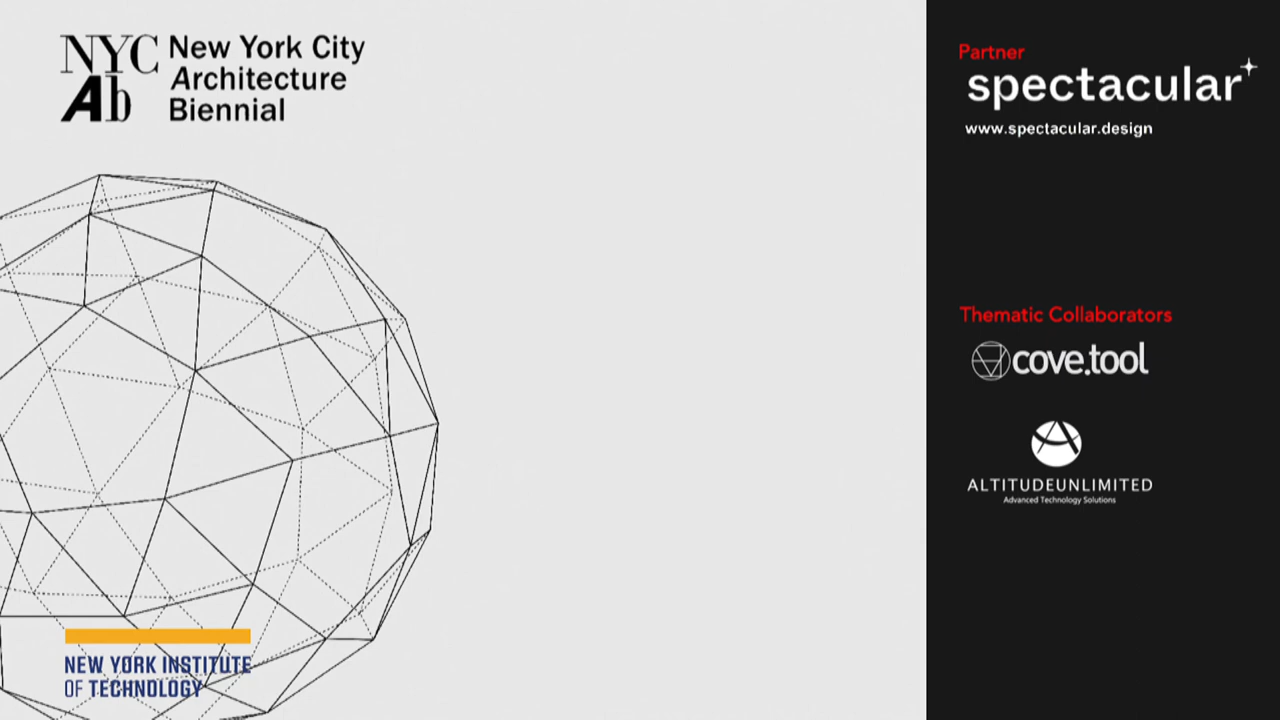 NYC
Ab
New York City
Architecture
Biennial
NEW YORK INSTITUTE
OF TECHNOLOGY
Partner
spectacular
www.spectacular.design
Thematic Collaborators
cove.tool
ALTITUDEUNLIMITED
Advanced Technology Solutions